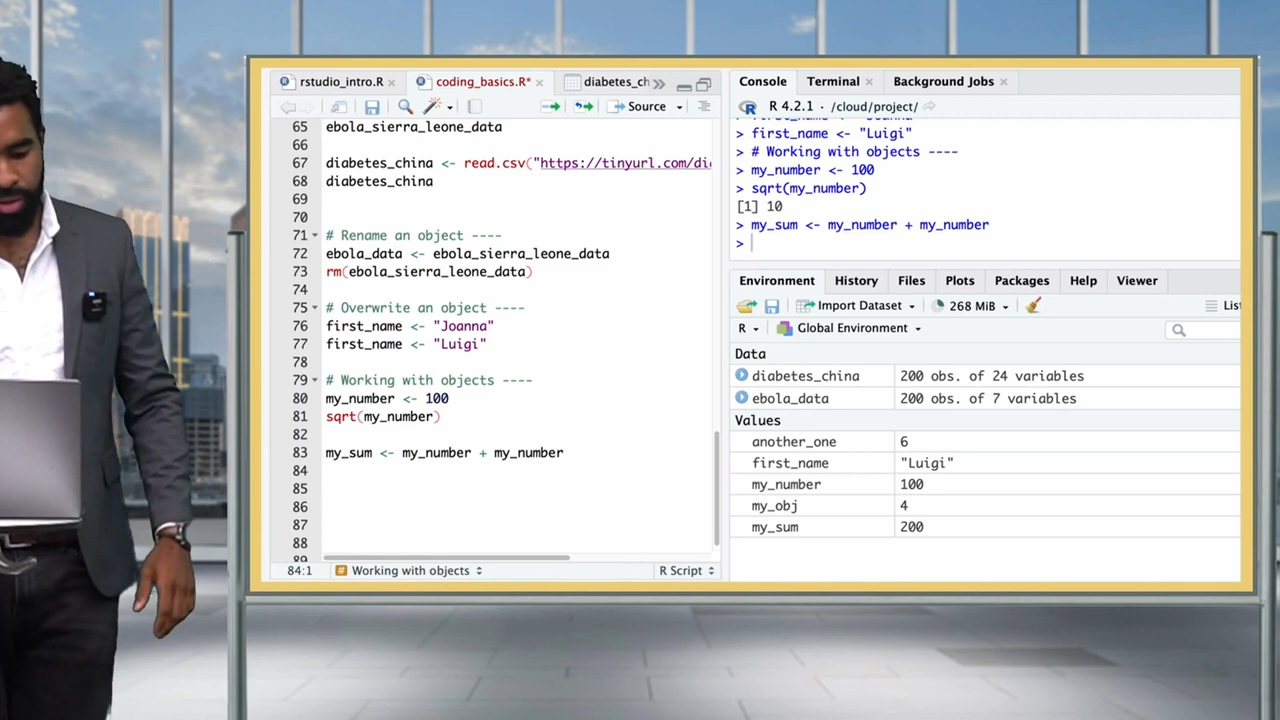 rstudio_intro.R
coding_basics.R*
diabetes_ch
Source
65 ebola_sierra_leone_data
66
67 diabetes_china <- read.csv("https://tinyurl.com/di
68 diabetes_china
69
70
71 # Rename an object ----
72 ebola_data <- ebola_sierra_leone_data
73 rm(ebola_sierra_leone_data)
74
75 # Overwrite an object ----
76 first_name <- "Joanna"
77 first_name <- "Luigi"
78
79 # Working with objects ----
80 my_number <- 100
81 sqrt(my_number)
82
83 my_sum <- my_number + my_number
84
85
86
87
88
89
84:1 # Working with objects R Script
Console Terminal Background Jobs
R 4.2.1 · /cloud/project/
> first_name <- "Joanna"
> first_name <- "Luigi"
> # Working with objects ----
> my_number <- 100
> sqrt(my_number)
[1] 10
> my_sum <- my_number + my_number
>
Environment History Files Plots Packages Help Viewer
Import Dataset 268 MiB List
R Global Environment
Data
diabetes_china 200 obs. of 24 variables
ebola_data 200 obs. of 7 variables
Values
another_one 6
first_name "Luigi"
my_number 100
my_obj 4
my_sum 200